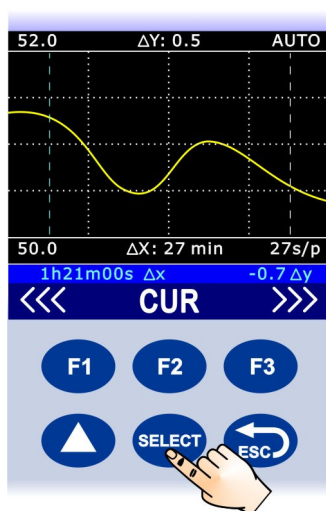 52.0 ΔY: 0.5 AUTO
50.0 ΔX: 27 min 27s/p
1h21m00s Δx -0.7 Δy
<<< CUR >>>
F1 F2 F3
SELECT ESC